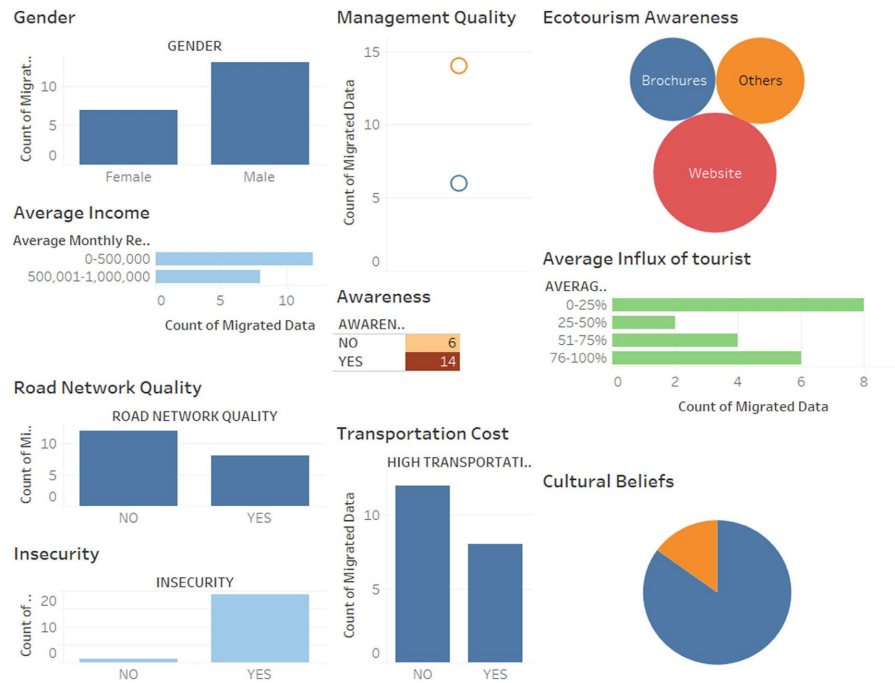 Gender
GENDER
Count of Migrat..
10
5
0
Female Male
Average Income
Average Monthly Re..
0-500,000
500,001-1,000,000
0 5 10
Count of Migrated Data
Road Network Quality
ROAD NETWORK QUALITY
Count of Mi..
10
5
0
NO YES
Insecurity
INSECURITY
Count of ..
20
10
0
NO YES
Management Quality
Count of Migrated Data
15
10
5
0
Awareness
AWAREN..
NO 6
YES 14
Transportation Cost
HIGH TRANSPORTATI..
Count of Migrated Data
10
5
0
NO YES
Ecotourism Awareness
Brochures Others
Website
Average Influx of tourist
AVERAG..
0-25%
25-50%
51-75%
76-100%
0 2 4 6 8
Count of Migrated Data
Cultural Beliefs